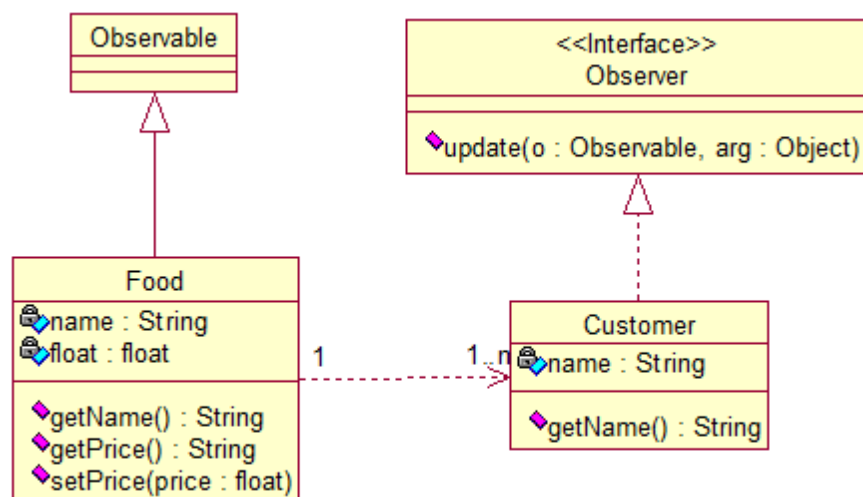 Observable
<<Interface>>
Observer
update(o : Observable, arg : Object)
Food
name : String
float : float
getName() : String
getPrice() : String
setPrice(price : float)
1
1..n
Customer
name : String
getName() : String